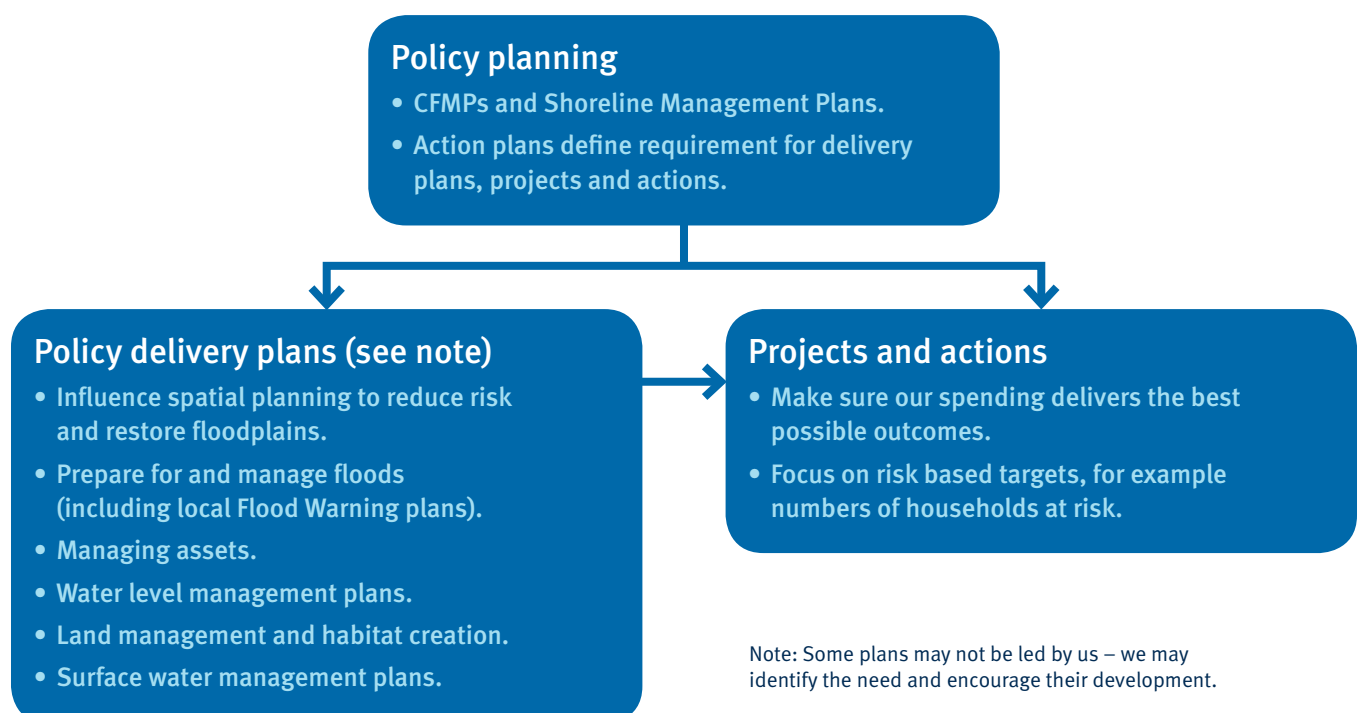 Policy planning
• CFMPs and Shoreline Management Plans.
• Action plans define requirement for delivery
plans, projects and actions.
Policy delivery plans (see note)
• Influence spatial planning to reduce risk
and restore floodplains.
• Prepare for and manage floods
(including local Flood Warning plans).
• Managing assets.
• Water level management plans.
• Land management and habitat creation.
• Surface water management plans.
Projects and actions
• Make sure our spending delivers the best
possible outcomes.
• Focus on risk based targets, for example
numbers of households at risk.
Note: Some plans may not be led by us – we may
identify the need and encourage their development.